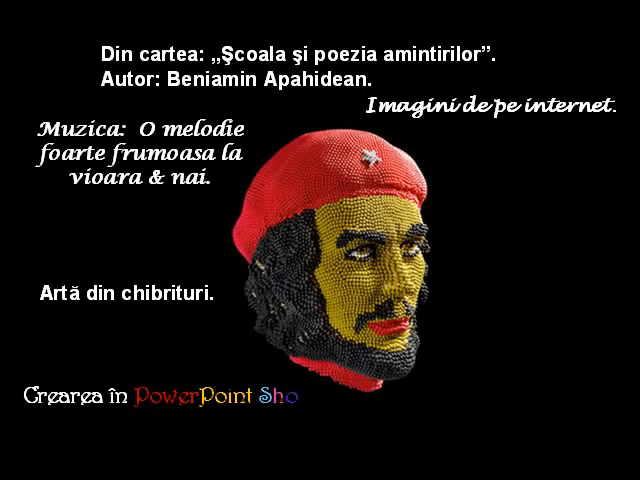 Din cartea: „Şcoala şi poezia amintirilor”.
Autor: Beniamin Apahidean.
Imagini de pe internet.
Muzica: O melodie
foarte frumoasa la
vioara & nai.
Artă din chibrituri.
Crearea în PowerPoint Sho